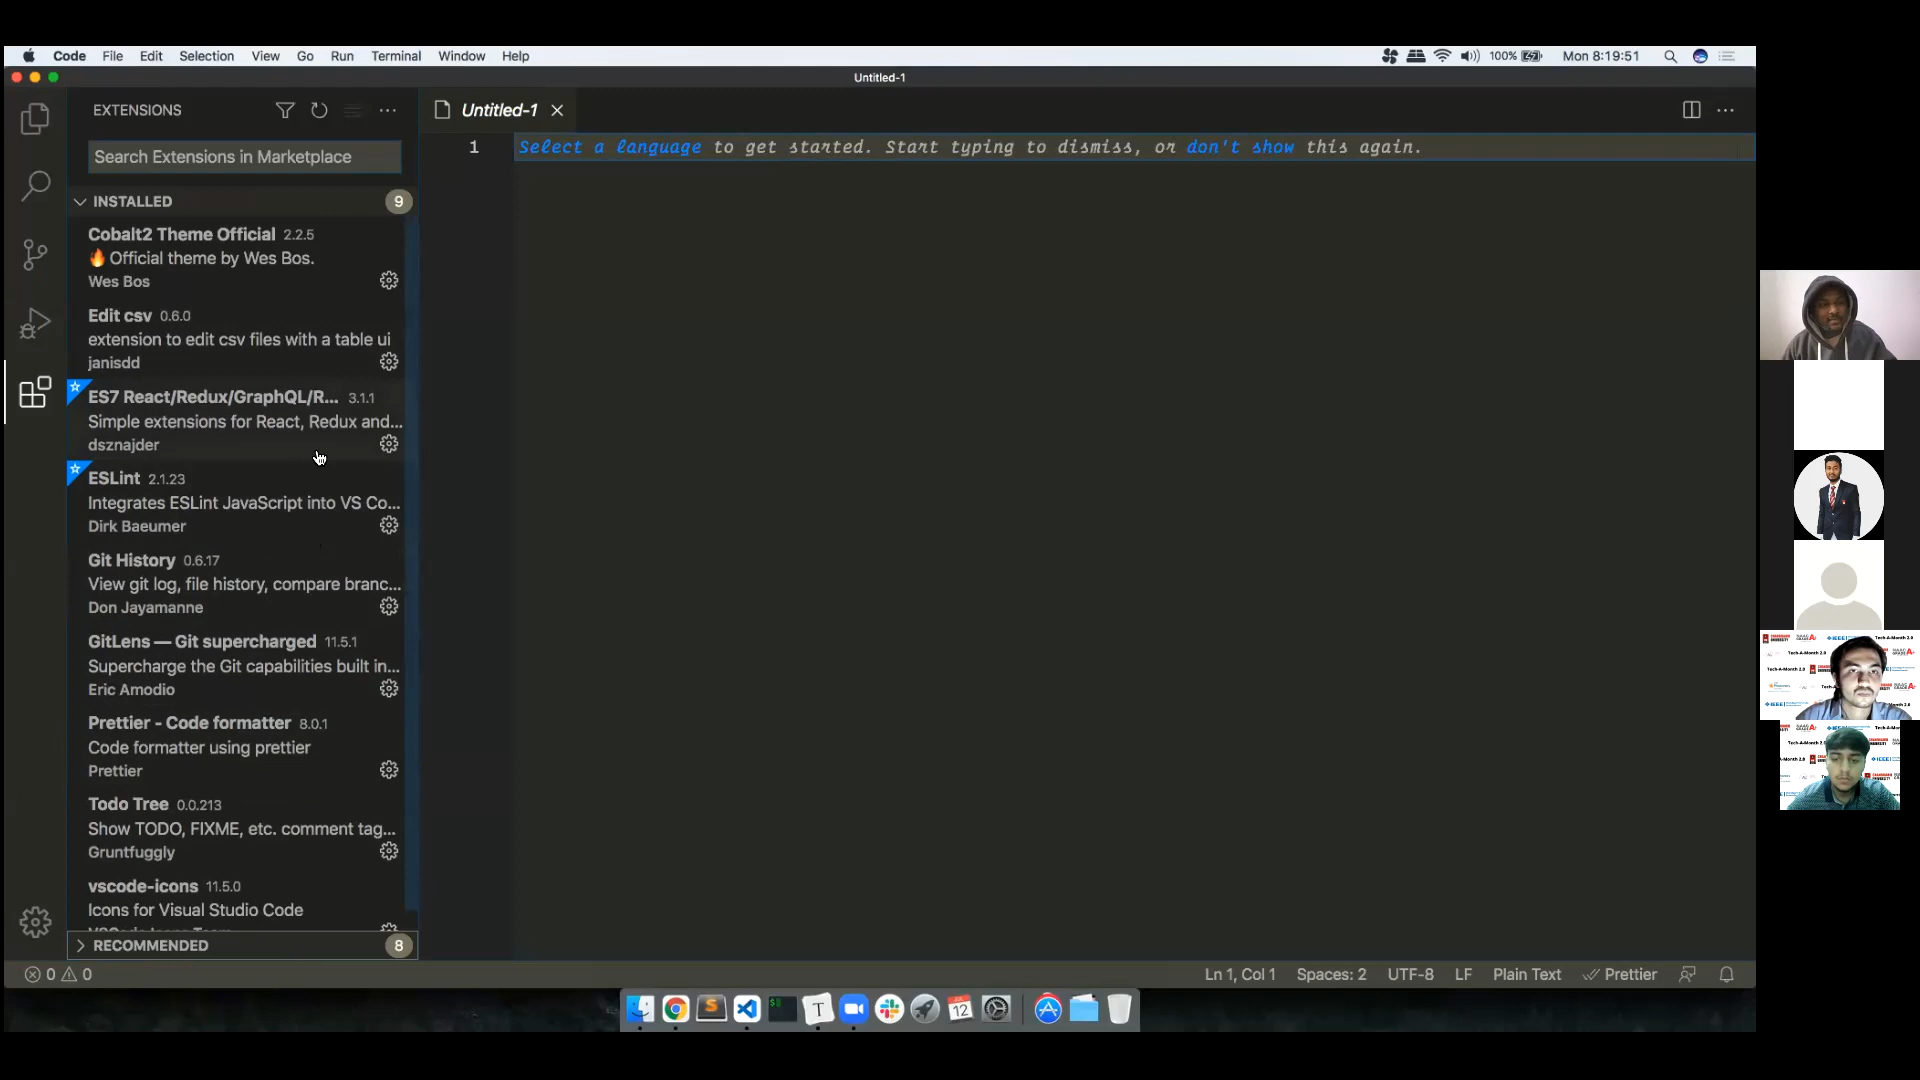 Code File Edit Selection View Go Run Terminal Window Help
100% Mon 8:19:51
Untitled-1
EXTENSIONS
Untitled-1
Search Extensions in Marketplace
1 Select a language to get started. Start typing to dismiss, or don't show this again.
INSTALLED 9
Cobalt2 Theme Official 2.2.5
Official theme by Wes Bos.
Wes Bos
Edit csv 0.6.0
extension to edit csv files with a table ui
janisdd
ES7 React/Redux/GraphQL/R... 3.1.1
Simple extensions for React, Redux and...
dsznajder
ESLint 2.1.23
Integrates ESLint JavaScript into VS Co...
Dirk Baeumer
Git History 0.6.17
View git log, file history, compare branc...
Don Jayamanne
GitLens — Git supercharged 11.5.1
Supercharge the Git capabilities built in...
Eric Amodio
Prettier - Code formatter 8.0.1
Code formatter using prettier
Prettier
Todo Tree 0.0.213
Show TODO, FIXME, etc. comment tag...
Gruntfuggly
vscode-icons 11.5.0
Icons for Visual Studio Code
RECOMMENDED 8
0 0
Ln 1, Col 1 Spaces: 2 UTF-8 LF Plain Text Prettier
12
Tech-A-Month 2.0
IEEE